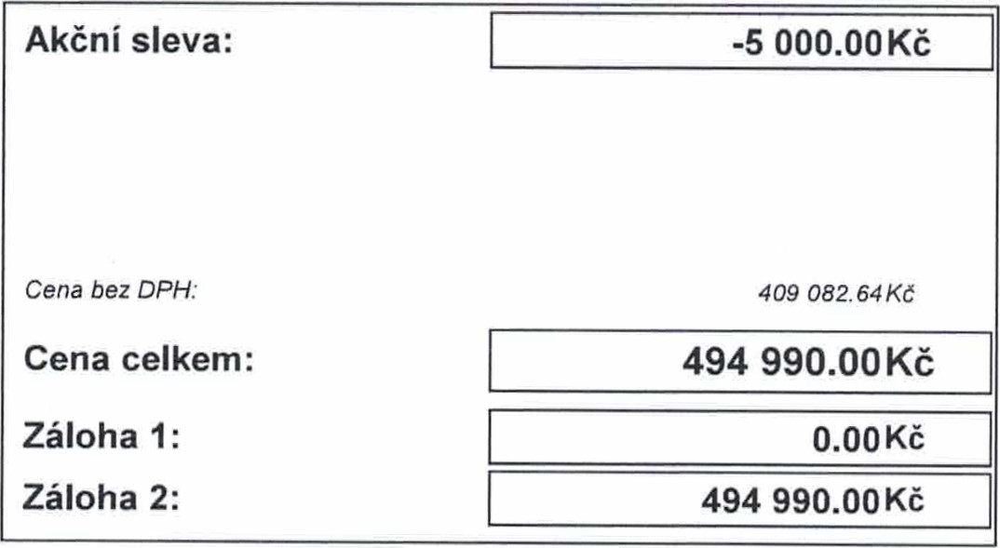 Akční sleva: -5 000.00Kč
Cena bez DPH: 409 082.64Kč
Cena celkem: 494 990.00Kč
Záloha 1: 0.00Kč
Záloha 2: 494 990.00Kč